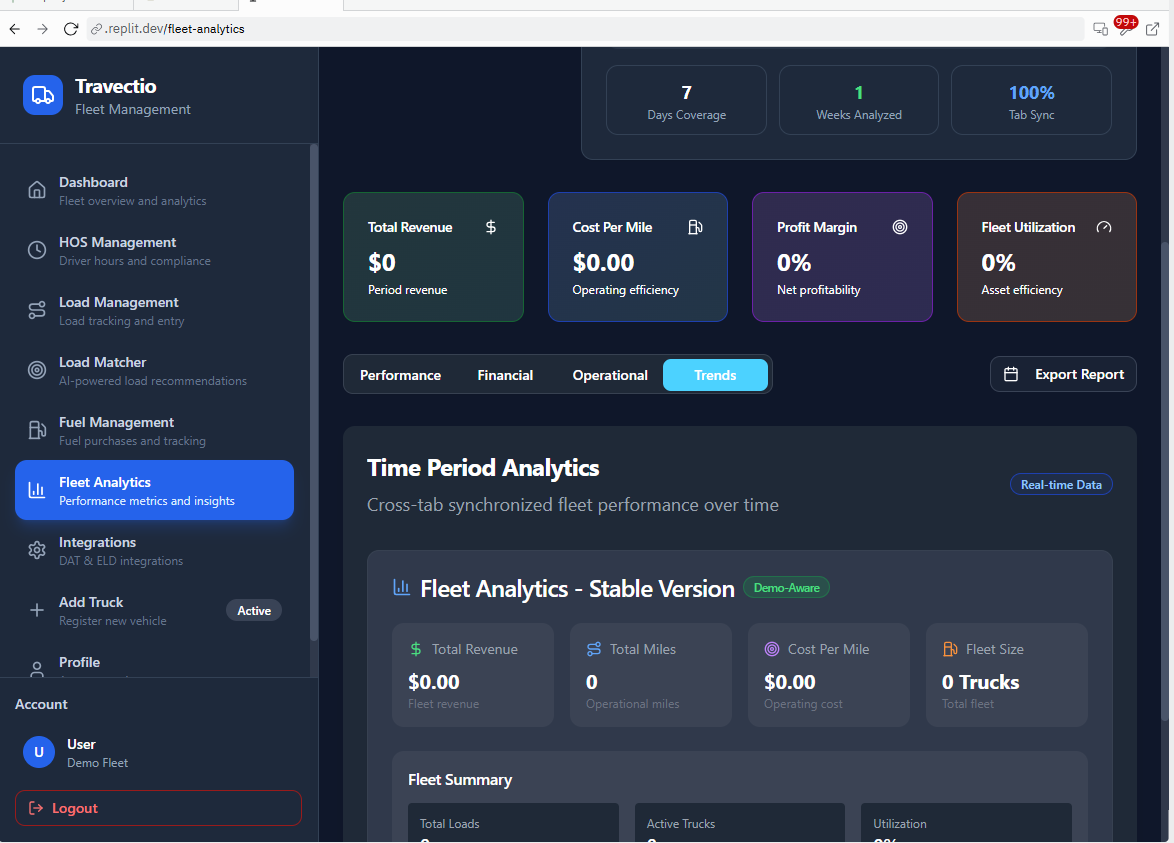 .replit.dev/fleet-analytics
99+
Travectio
Fleet Management
Dashboard
Fleet overview and analytics
HOS Management
Driver hours and compliance
Load Management
Load tracking and entry
Load Matcher
AI-powered load recommendations
Fuel Management
Fuel purchases and tracking
Fleet Analytics
Performance metrics and insights
Integrations
DAT & ELD integrations
Add Truck
Register new vehicle
Active
Profile
Account
U
User
Demo Fleet
Logout
7
Days Coverage
1
Weeks Analyzed
100%
Tab Sync
Total Revenue
$0
Period revenue
Cost Per Mile
$0.00
Operating efficiency
Profit Margin
0%
Net profitability
Fleet Utilization
0%
Asset efficiency
Performance Financial Operational Trends
Export Report
Time Period Analytics
Cross-tab synchronized fleet performance over time
Real-time Data
Fleet Analytics - Stable Version
Demo-Aware
Total Revenue
$0.00
Fleet revenue
Total Miles
0
Operational miles
Cost Per Mile
$0.00
Operating cost
Fleet Size
0 Trucks
Total fleet
Fleet Summary
Total Loads
Active Trucks
Utilization